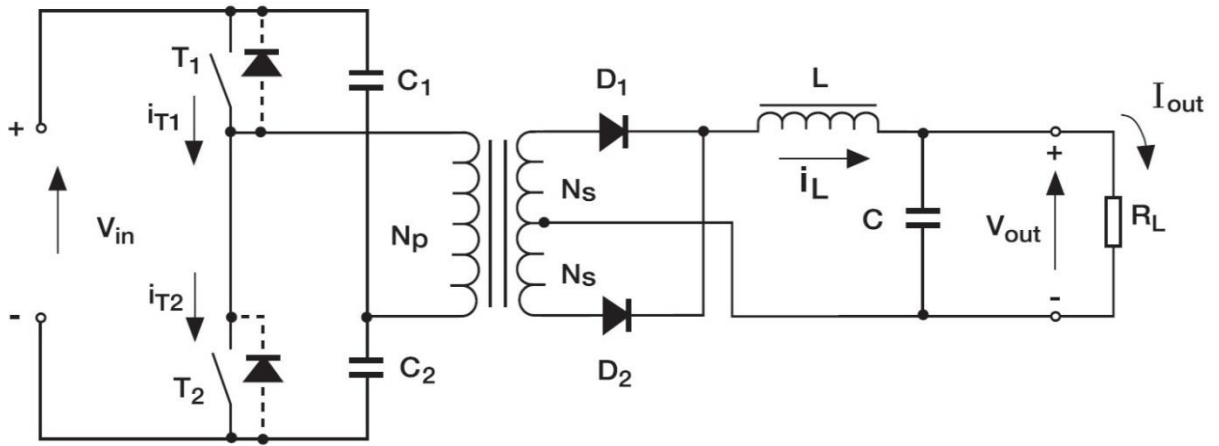 T1
C1
D1
L
Iout
iT1
+
+
iL
Vin
Np
Ns
C
Vout
RL
Ns
iT2
-
-
T2
C2
D2